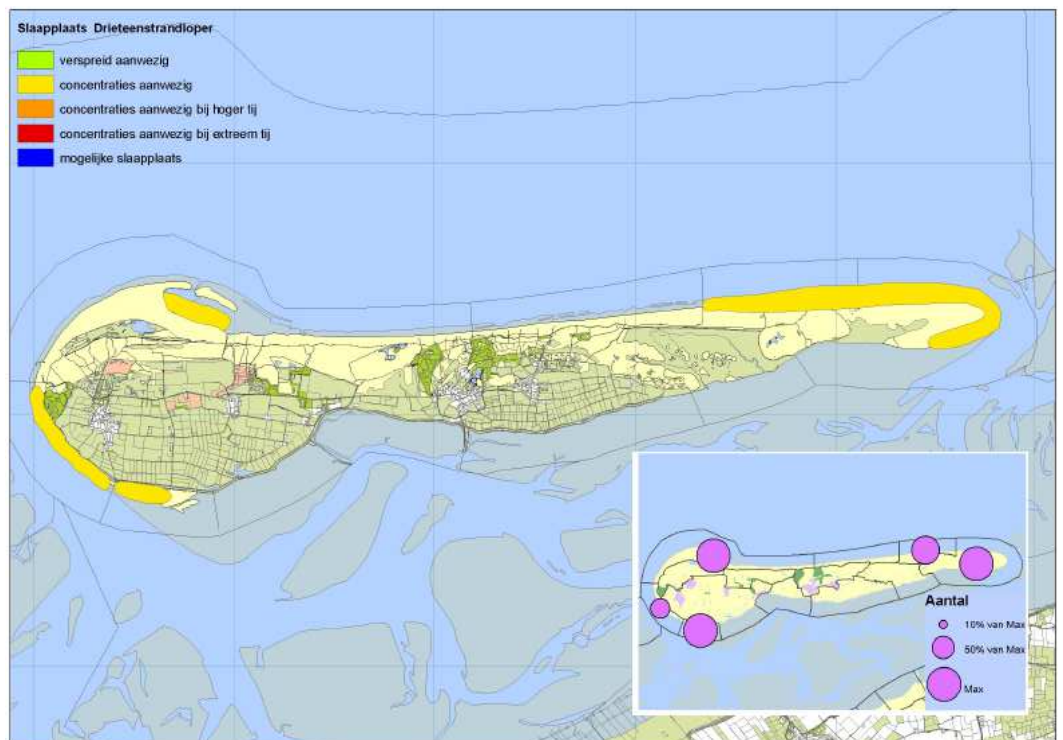 Slaapplaats Drieteenstrandloper
verspreid aanwezig
concentraties aanwezig
concentraties aanwezig bij hoger tij
concentraties aanwezig bij extreem tij
mogelijke slaapplaats
Aantal
10% van Max
50% van Max
Max